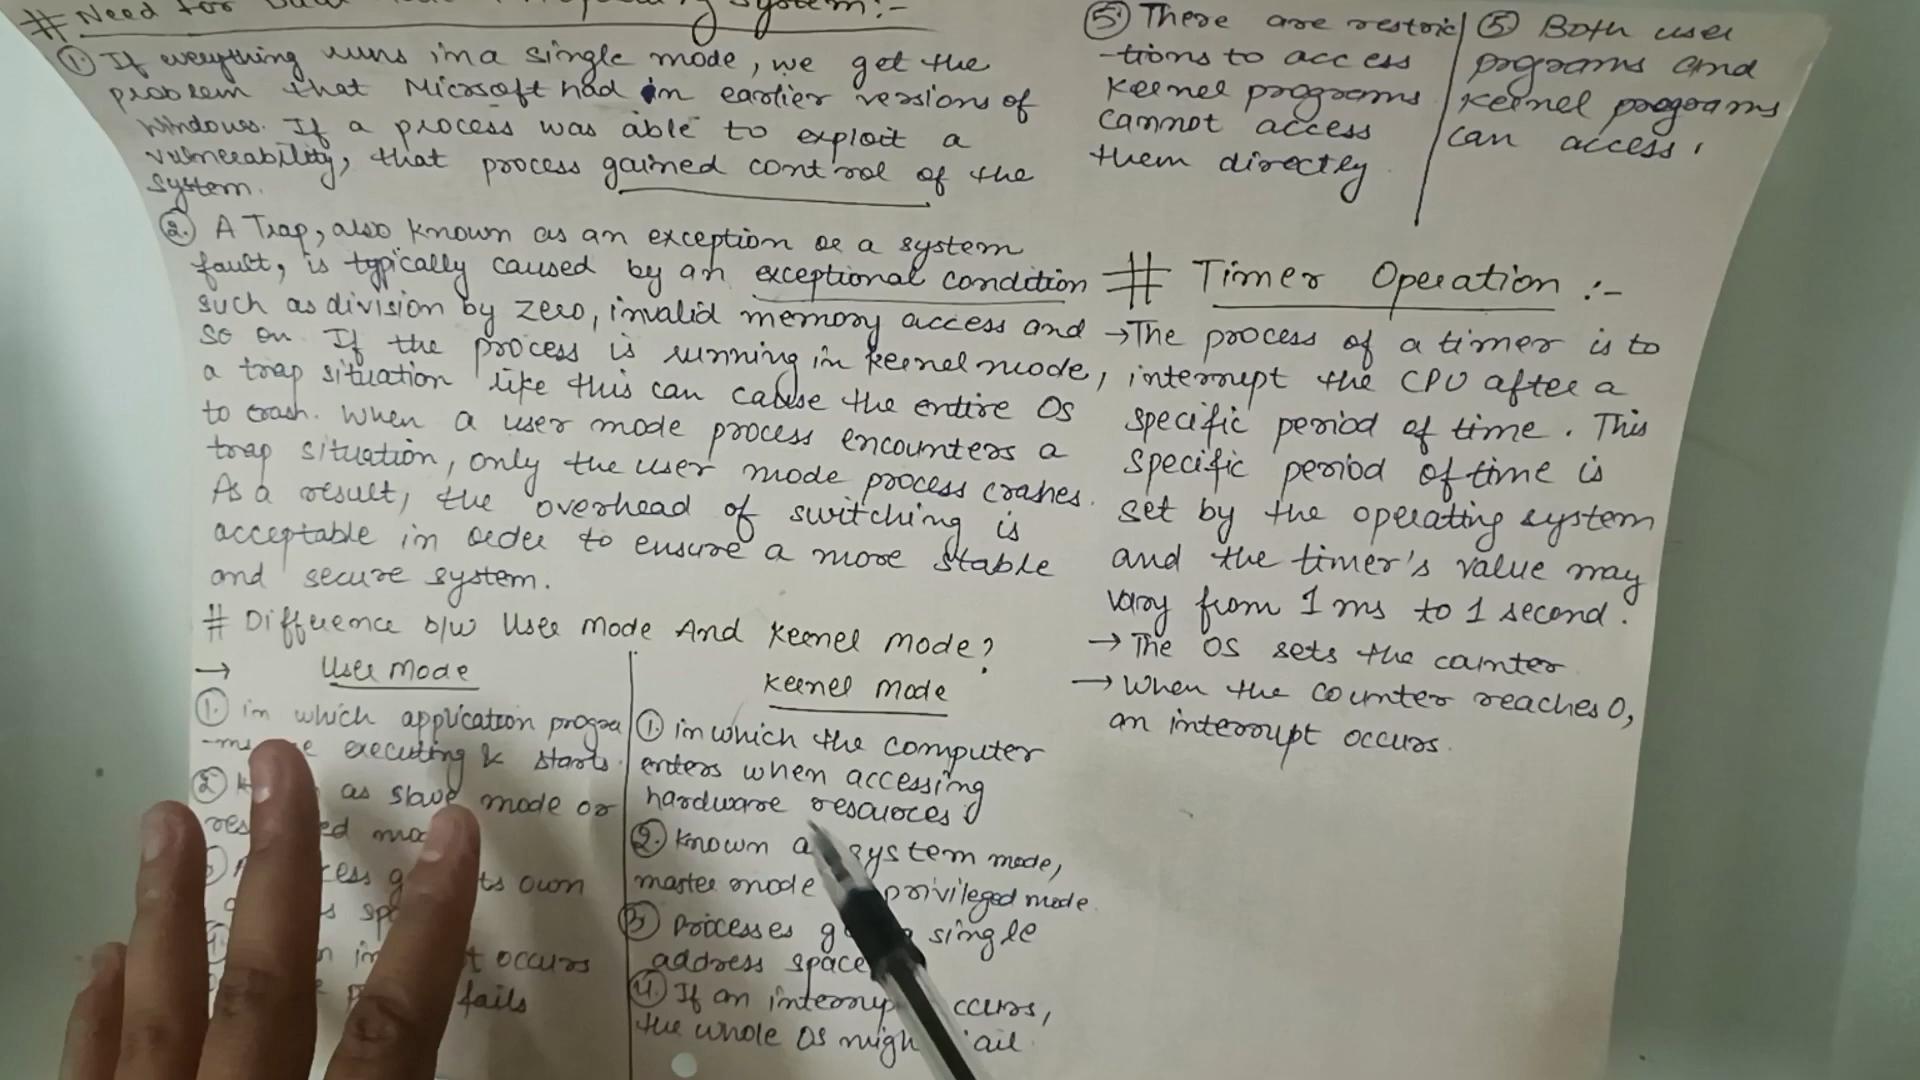 # Need for
System:-
1. If everything runs in a single mode, we get the
problem that Microsoft had in earlier versions of
Windows. If a process was able to exploit a
vulnerability, that process gained control of the
system.
2. A Trap, also known as an exception or a system
fault, is typically caused by an exceptional condition
such as division by zero, invalid memory access and
so on. If the process is running in kernel mode,
a trap situation like this can cause the entire OS
to crash. When a user mode process encounters a
trap situation, only the user mode process crashes.
As a result, the overhead of switching is
acceptable in order to ensure a more stable
and secure system.
# Difference b/w User Mode And Kernel Mode?
→ User Mode
1. in which application progra
executing & starts.
2. as slave mode or
own
occurs
fails
Kernel Mode
1. in which the computer
enters when accessing
hardware resources
2. Known system mode,
master mode privileged mode.
3. Processes single
address space
4. If an
the whole OS
5. There are restric
-tions to access
kernel programs
cannot access
them directly
5. Both user
programs and
kernel programs
can access.
# Timer Operation :-
→ The process of a timer is to
interrupt the CPU after a
specific period of time. This
specific period of time is
set by the operating system
and the timer's value may
vary from 1 ms to 1 second.
→ The OS sets the counter
→ When the counter reaches 0,
an interrupt occurs.